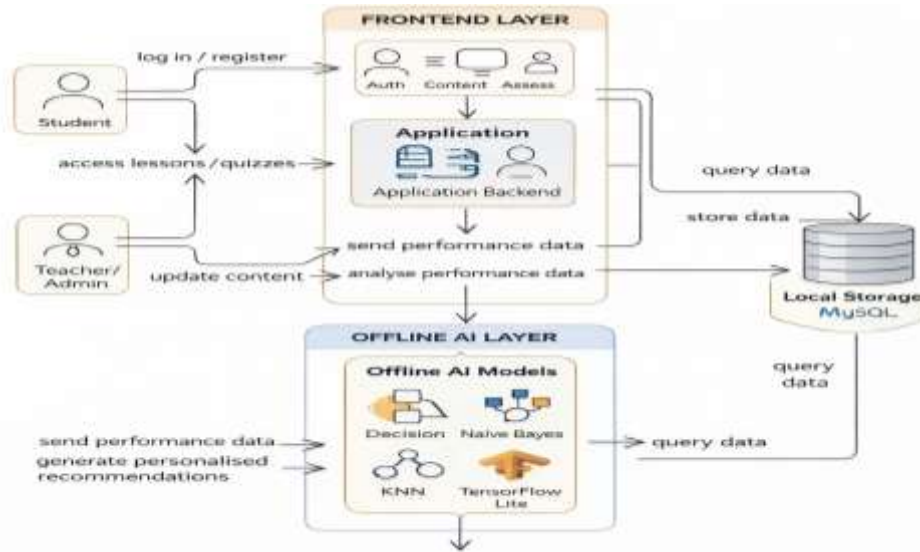 FRONTEND LAYER
log in / register
Auth
Content
Assess
Student
Application
access lessons/quizzes
Application Backend
query data
store data
send performance data
Teacher/
Admin
update content
analyse performance data
Local Storage
MySQL
OFFLINE AI LAYER
Offline AI Models
query
data
Decision
Naive Bayes
send performance data
query data
generate personalised
recommendations
KNN
TensorFlow
Lite